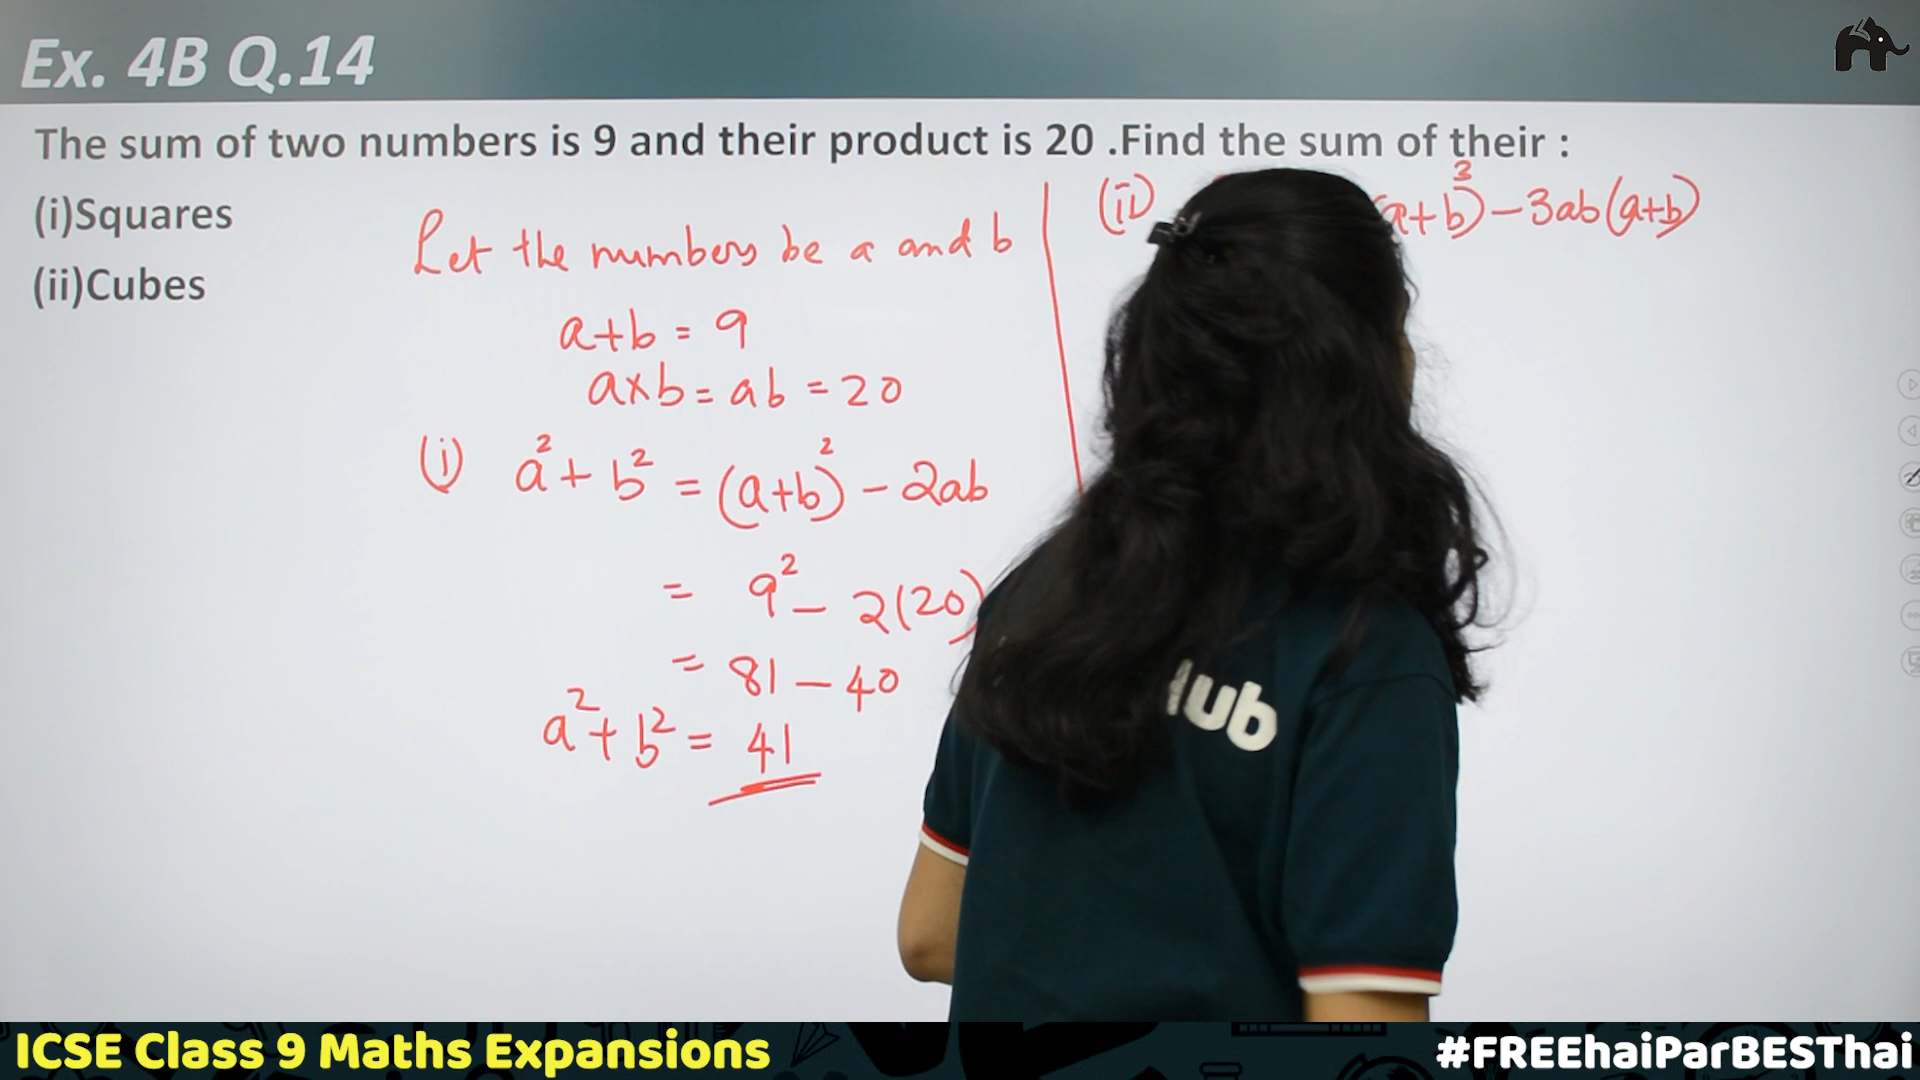 Ex. 4B Q.14
The sum of two numbers is 9 and their product is 20 .Find the sum of their :
(i)Squares
(ii)Cubes
Let the numbers be a and b
a+b = 9
a×b = ab = 20
(i) a² + b² = (a+b)² - 2ab
= 9² - 2(20)
= 81 - 40
a² + b² = 41
(ii) (a+b)³ - 3ab(a+b)
ub
ICSE Class 9 Maths Expansions
#FREEhaiParBESThai